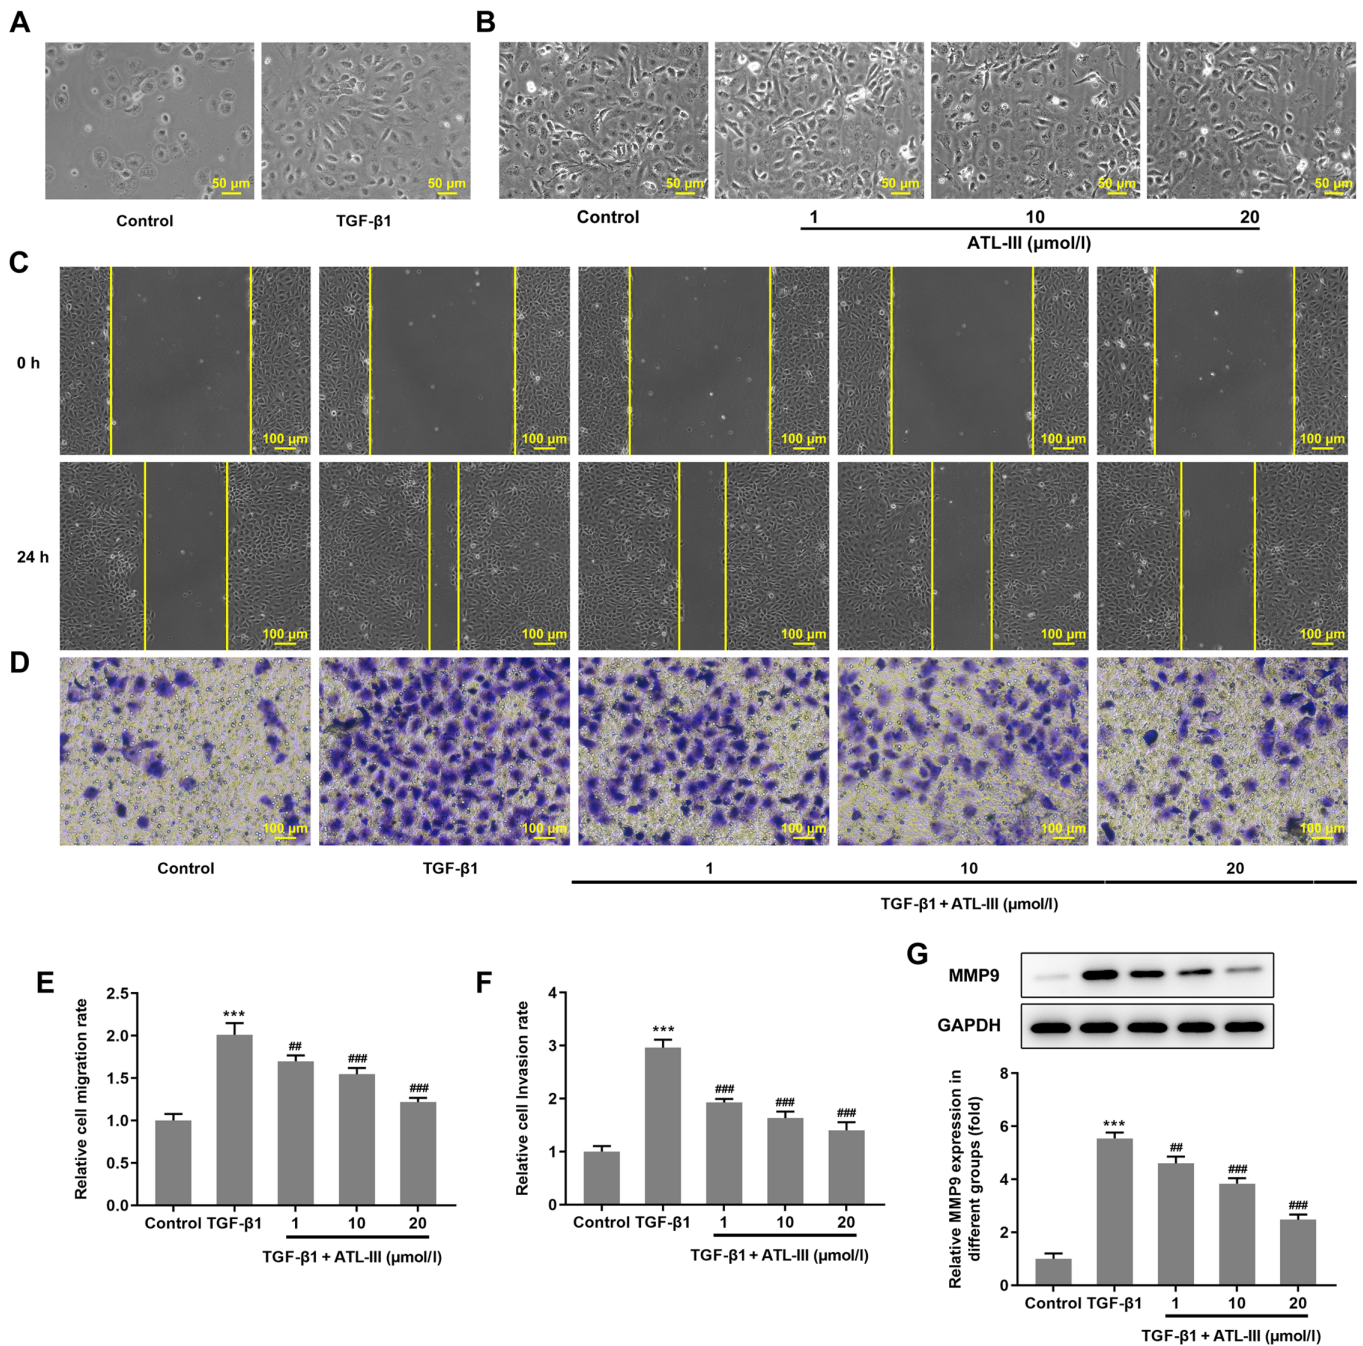 A
B
50 μm
50 μm
50 μm
50 μm
50 μm
50 μm
Control
TGF-β1
Control
1
10
20
ATL-III (μmol/l)
C
0 h
100 μm
100 μm
100 μm
100 μm
100 μm
24 h
100 μm
100 μm
100 μm
100 μm
100 μm
D
100 μm
100 μm
100 μm
100 μm
100 μm
Control
TGF-β1
1
10
20
TGF-β1 + ATL-III (μmol/l)
E
Relative cell migration rate
2.5
2.0
1.5
1.0
0.5
0.0
***
##
###
###
Control
TGF-β1
1
10
20
TGF-β1 + ATL-III (μmol/l)
F
Relative cell Invasion rate
4
3
2
1
0
***
###
###
###
Control
TGF-β1
1
10
20
TGF-β1 + ATL-III (μmol/l)
G
MMP9
GAPDH
Relative MMP9 expression in
different groups (fold)
8
6
4
2
0
***
##
###
###
Control
TGF-β1
1
10
20
TGF-β1 + ATL-III (μmol/l)